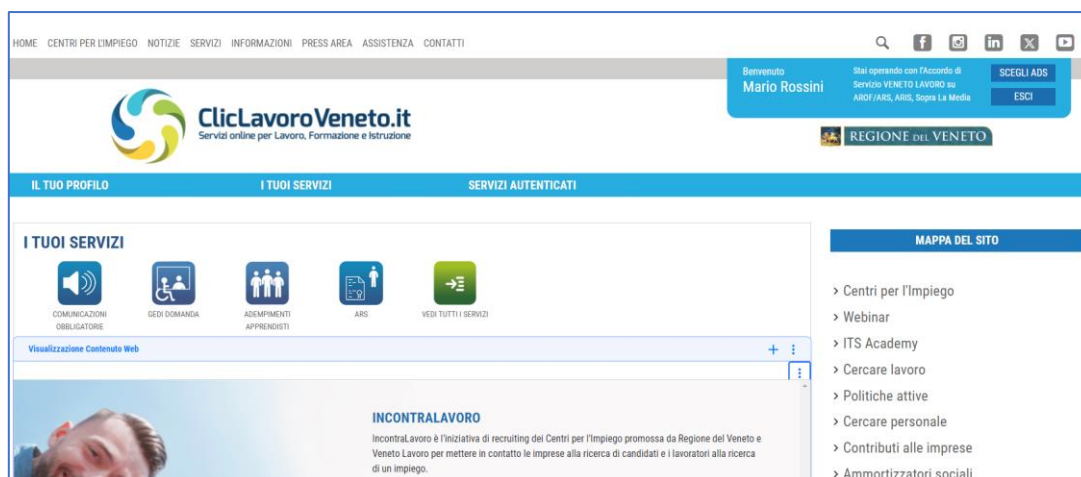 HOME CENTRI PER L'IMPIEGO NOTIZIE SERVIZI INFORMAZIONI PRESS AREA ASSISTENZA CONTATTI
Benvenuto
Mario Rossini
Stai operando con l'Accordo di
Servizio VENETO LAVORO su
AROF/ARS, ARIS, Sopra La Media
SCEGLI ADS
ESCI
ClicLavoroVeneto.it
Servizi online per Lavoro, Formazione e Istruzione
REGIONE DEL VENETO
IL TUO PROFILO I TUOI SERVIZI SERVIZI AUTENTICATI
I TUOI SERVIZI
COMUNICAZIONI
OBBLIGATORIE
GEDI DOMANDA
ADEMPIMENTI
APPRENDISTI
ARS
VEDI TUTTI I SERVIZI
Visualizzazione Contenuto Web
INCONTRALAVORO
IncontraLavoro è l'iniziativa di recruiting dei Centri per l'Impiego promossa da Regione del Veneto e
Veneto Lavoro per mettere in contatto le imprese alla ricerca di candidati e i lavoratori alla ricerca
di un impiego.
MAPPA DEL SITO
> Centri per l'Impiego
> Webinar
> ITS Academy
> Cercare lavoro
> Politiche attive
> Cercare personale
> Contributi alle imprese
> Ammortizzatori sociali